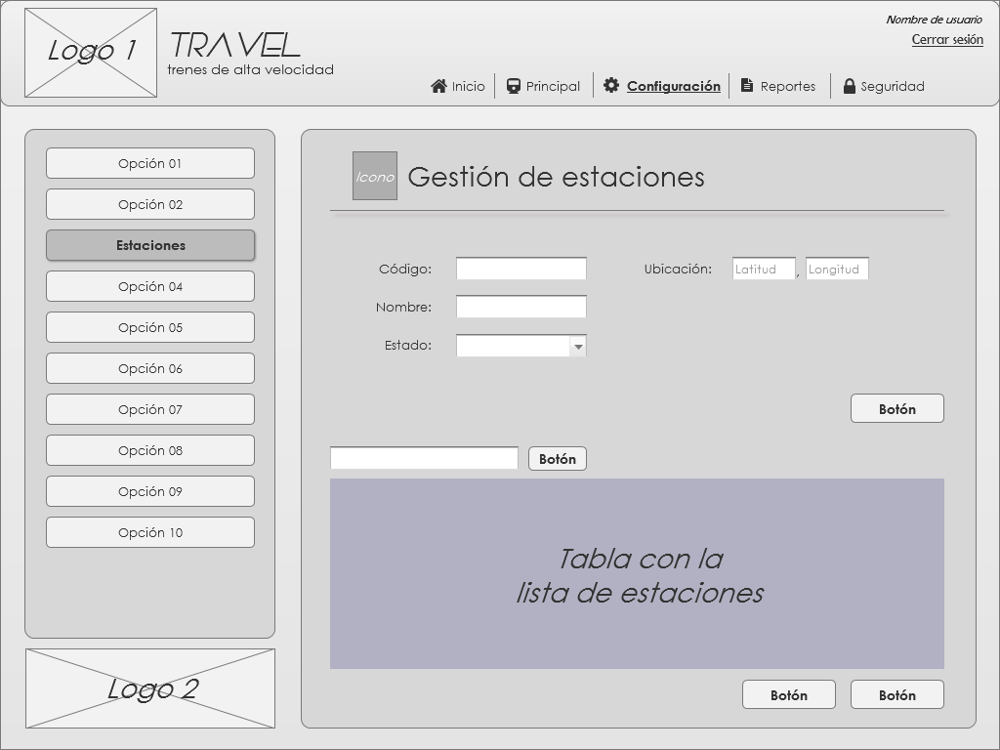 Logo 1
TRAVEL
trenes de alta velocidad
Nombre de usuario
Cerrar sesión
Inicio
Principal
Configuración
Reportes
Seguridad
Opción 01
Opción 02
Estaciones
Opción 04
Opción 05
Opción 06
Opción 07
Opción 08
Opción 09
Opción 10
Logo 2
Icono
Gestión de estaciones
Código:
Ubicación: Latitud , Longitud
Nombre:
Estado:
Botón
Botón
Tabla con la
lista de estaciones
Botón
Botón